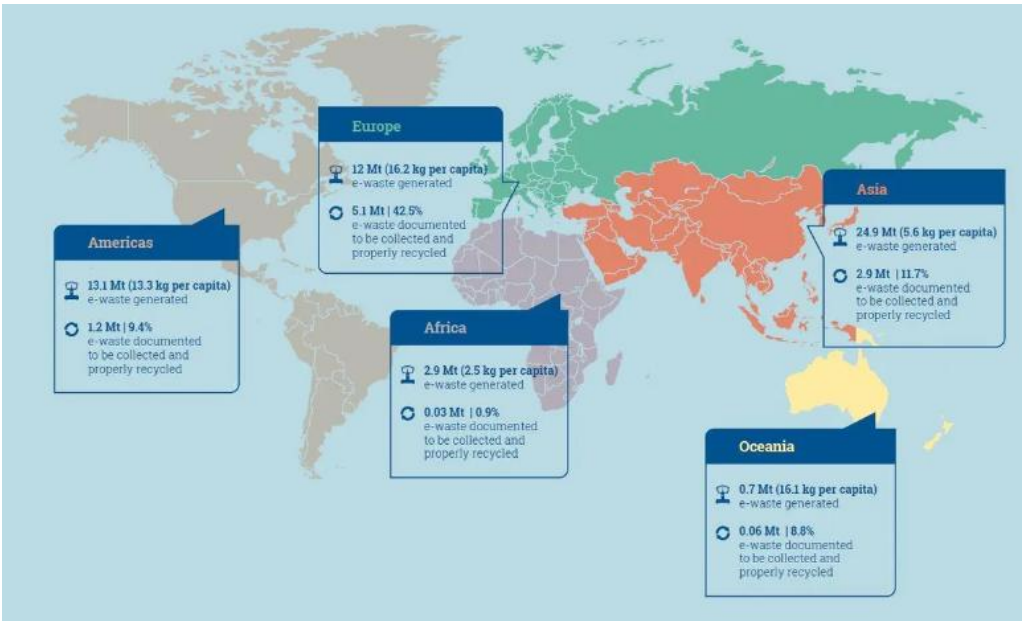 Europe
12 Mt (16.2 kg per capita)
e-waste generated
5.1 Mt | 42.5%
e-waste documented
to be collected and
properly recycled
Asia
24.9 Mt (5.6 kg per capita)
e-waste generated
2.9 Mt | 11.7%
e-waste documented
to be collected and
properly recycled
Americas
13.1 Mt (13.3 kg per capita)
e-waste generated
1.2 Mt | 9.4%
e-waste documented
to be collected and
properly recycled
Africa
2.9 Mt (2.5 kg per capita)
e-waste generated
0.03 Mt | 0.9%
e-waste documented
to be collected and
properly recycled
Oceania
0.7 Mt (16.1 kg per capita)
e-waste generated
0.06 Mt | 8.8%
e-waste documented
to be collected and
properly recycled